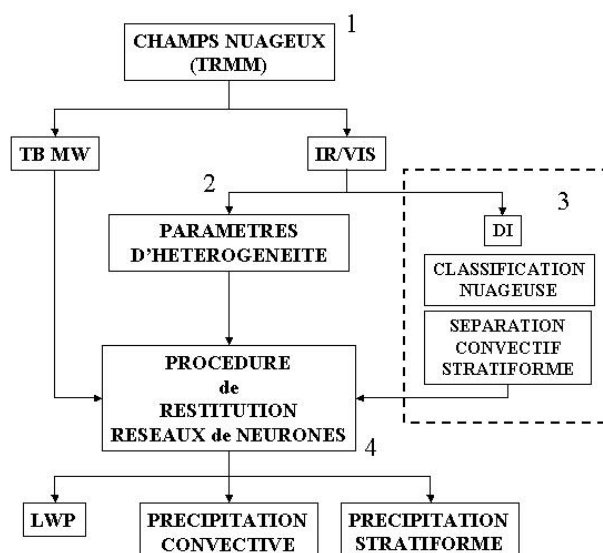 1
CHAMPS NUAGEUX
(TRMM)
TB MW
IR/VIS
2
3
PARAMETRES
D'HETEROGENEITE
DI
CLASSIFICATION
NUAGEUSE
SEPARATION
CONVECTIF
STRATIFORME
PROCEDURE
de
RESTITUTION
RESEAUX de NEURONES
4
LWP
PRECIPITATION
CONVECTIVE
PRECIPITATION
STRATIFORME